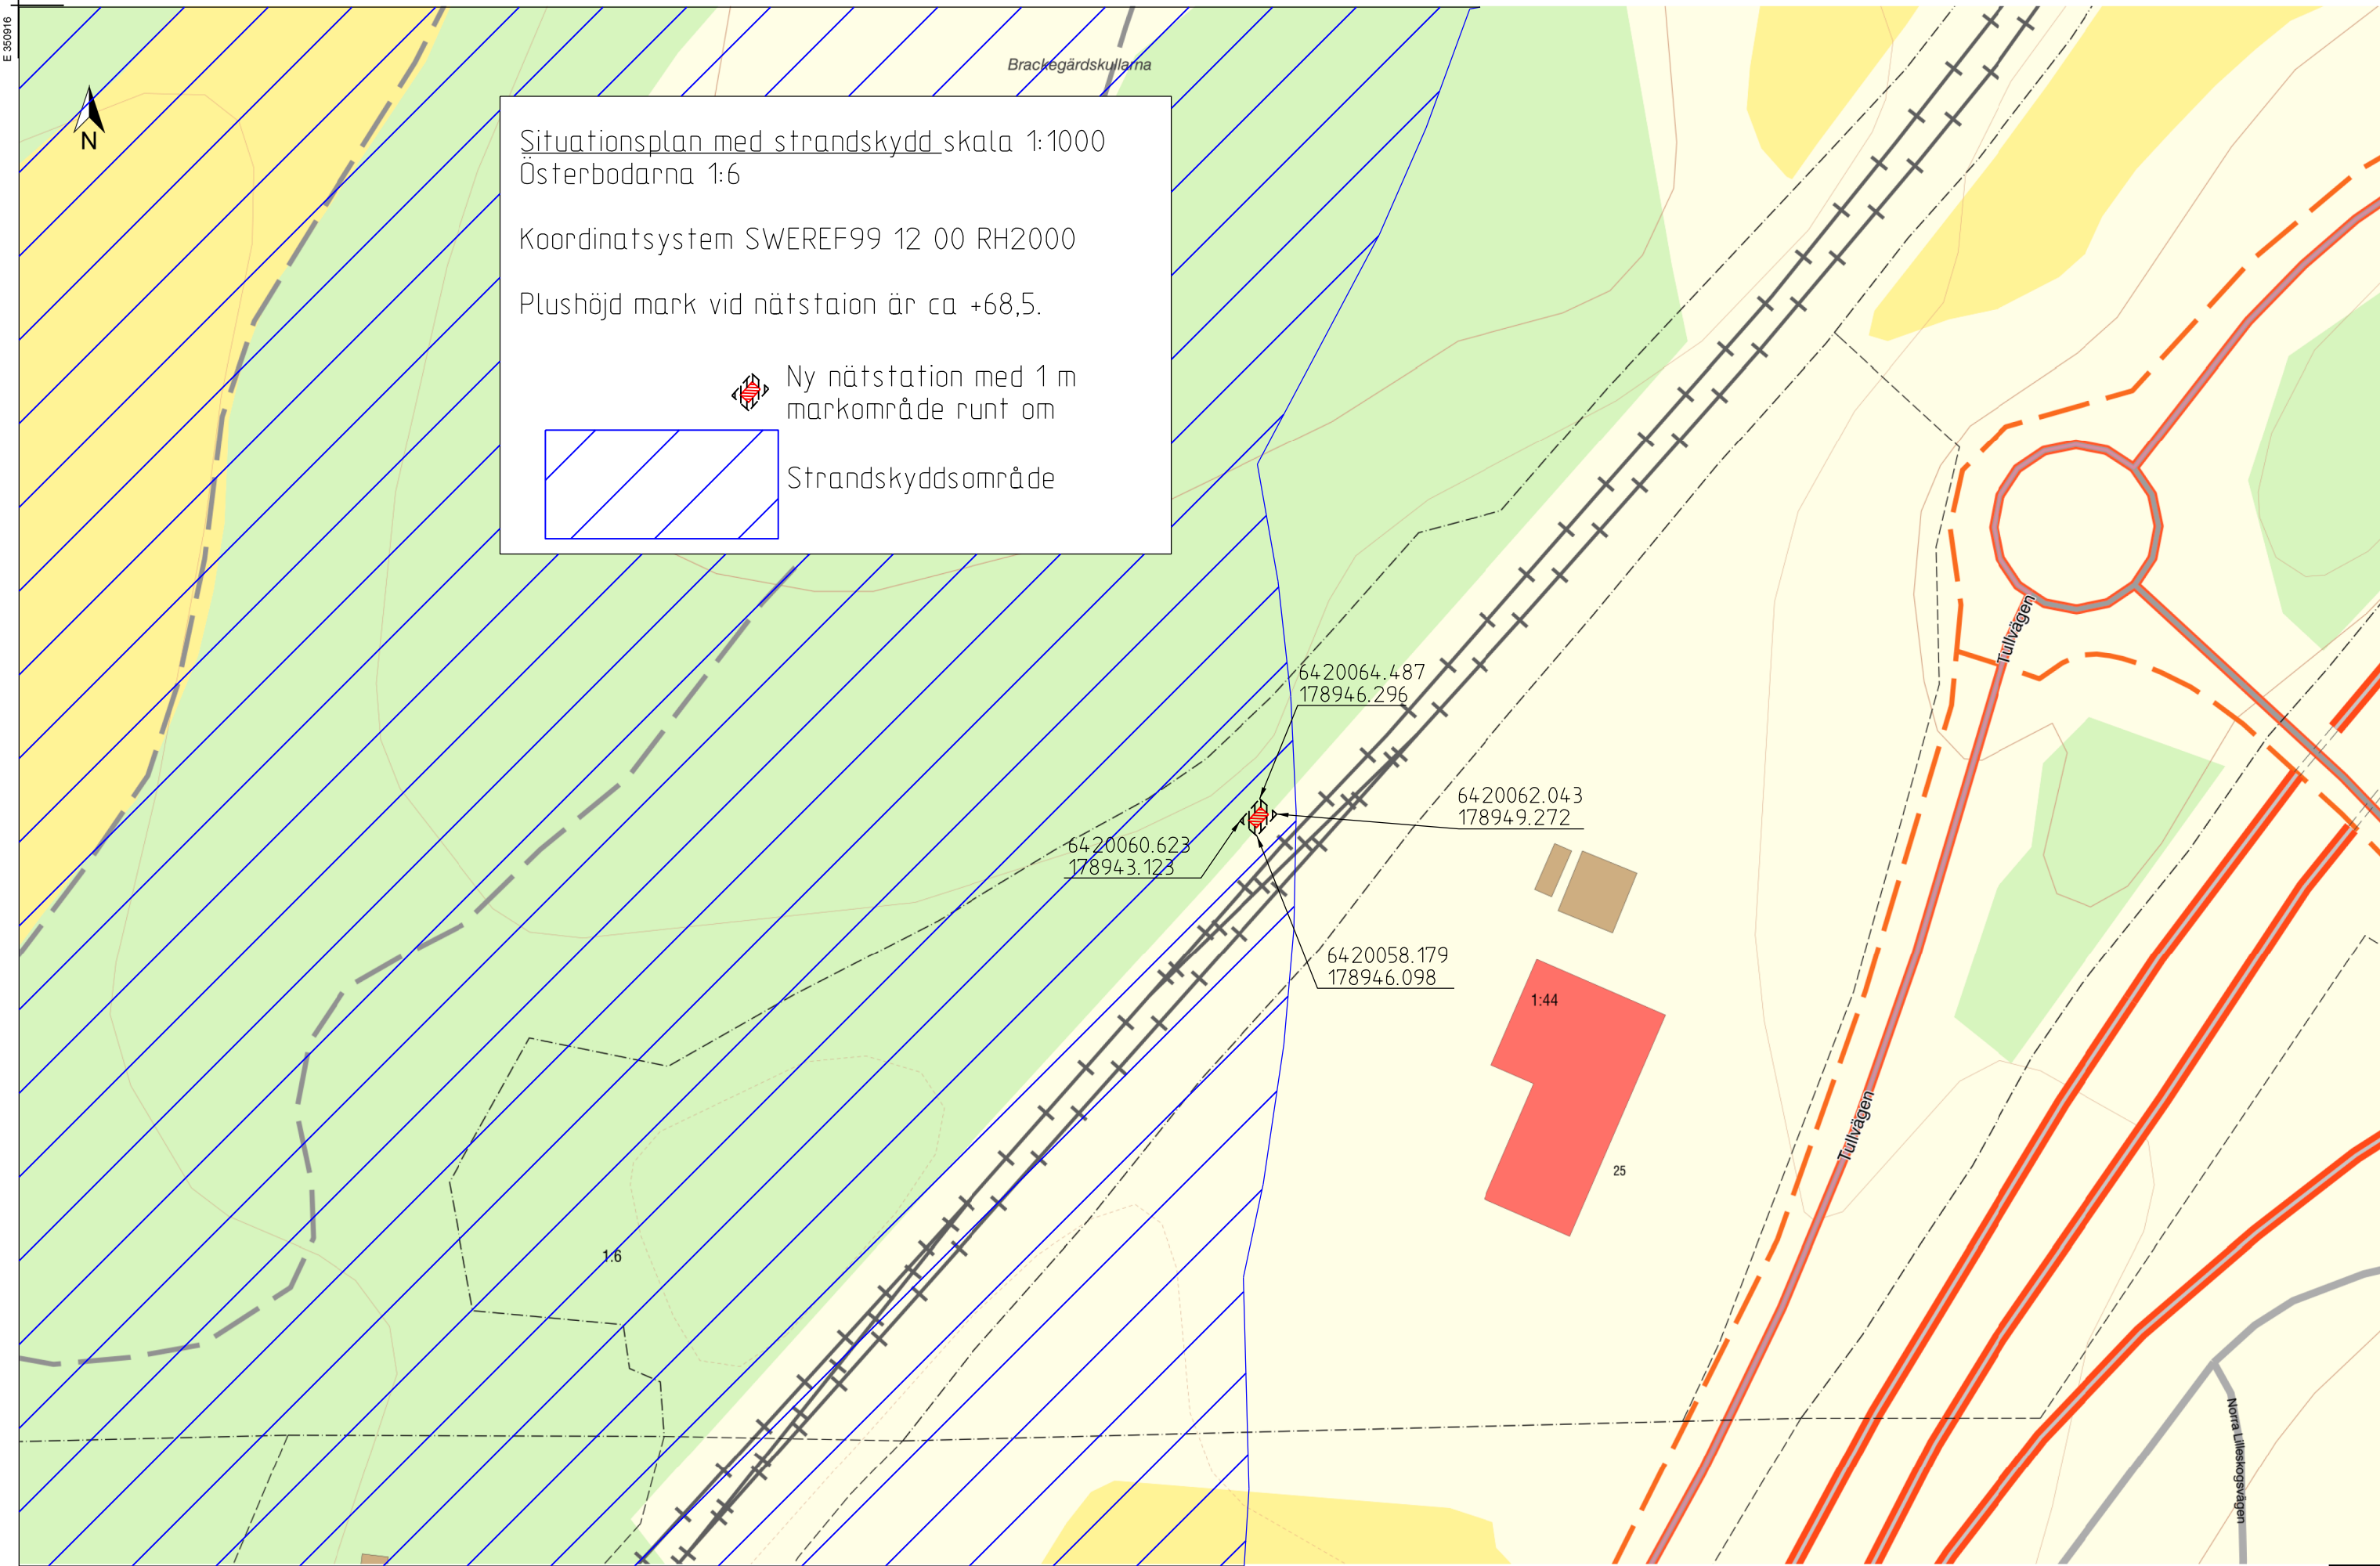 E 350916
Brackegärdskullarna
N
Situationsplan med strandskydd skala 1:1000
Österbodarna 1:6
Koordinatsystem SWEREF99 12 00 RH2000
Plushöjd mark vid nätstaion är ca +68,5.
Ny nätstation med 1 m
markområde runt om
Strandskyddsområde
Tullvägen
6420064.487
178946.296
6420062.043
178949.272
6420060.623
178943.123
6420058.179
178946.098
1:44
Tullvägen
25
1:6
Norra Lilleskogsvägen